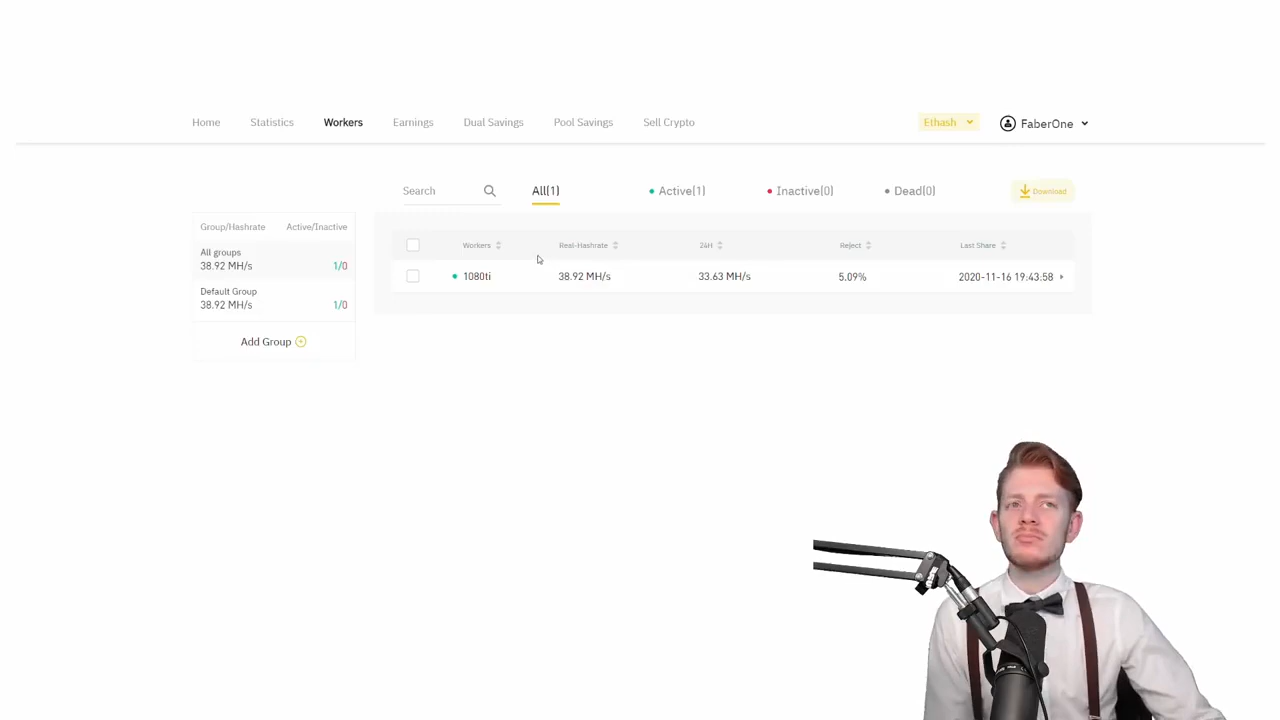 Home Statistics Workers Earnings Dual Savings Pool Savings Sell Crypto Ethash FaberOne
Search All(1) Active(1) Inactive(0) Dead(0) Download
Group/Hashrate Active/Inactive
All groups
38.92 MH/s 1/0
Default Group
38.92 MH/s 1/0
Add Group
Workers Real-Hashrate 24H Reject Last Share
1080ti 38.92 MH/s 33.63 MH/s 5.09% 2020-11-16 19:43:58